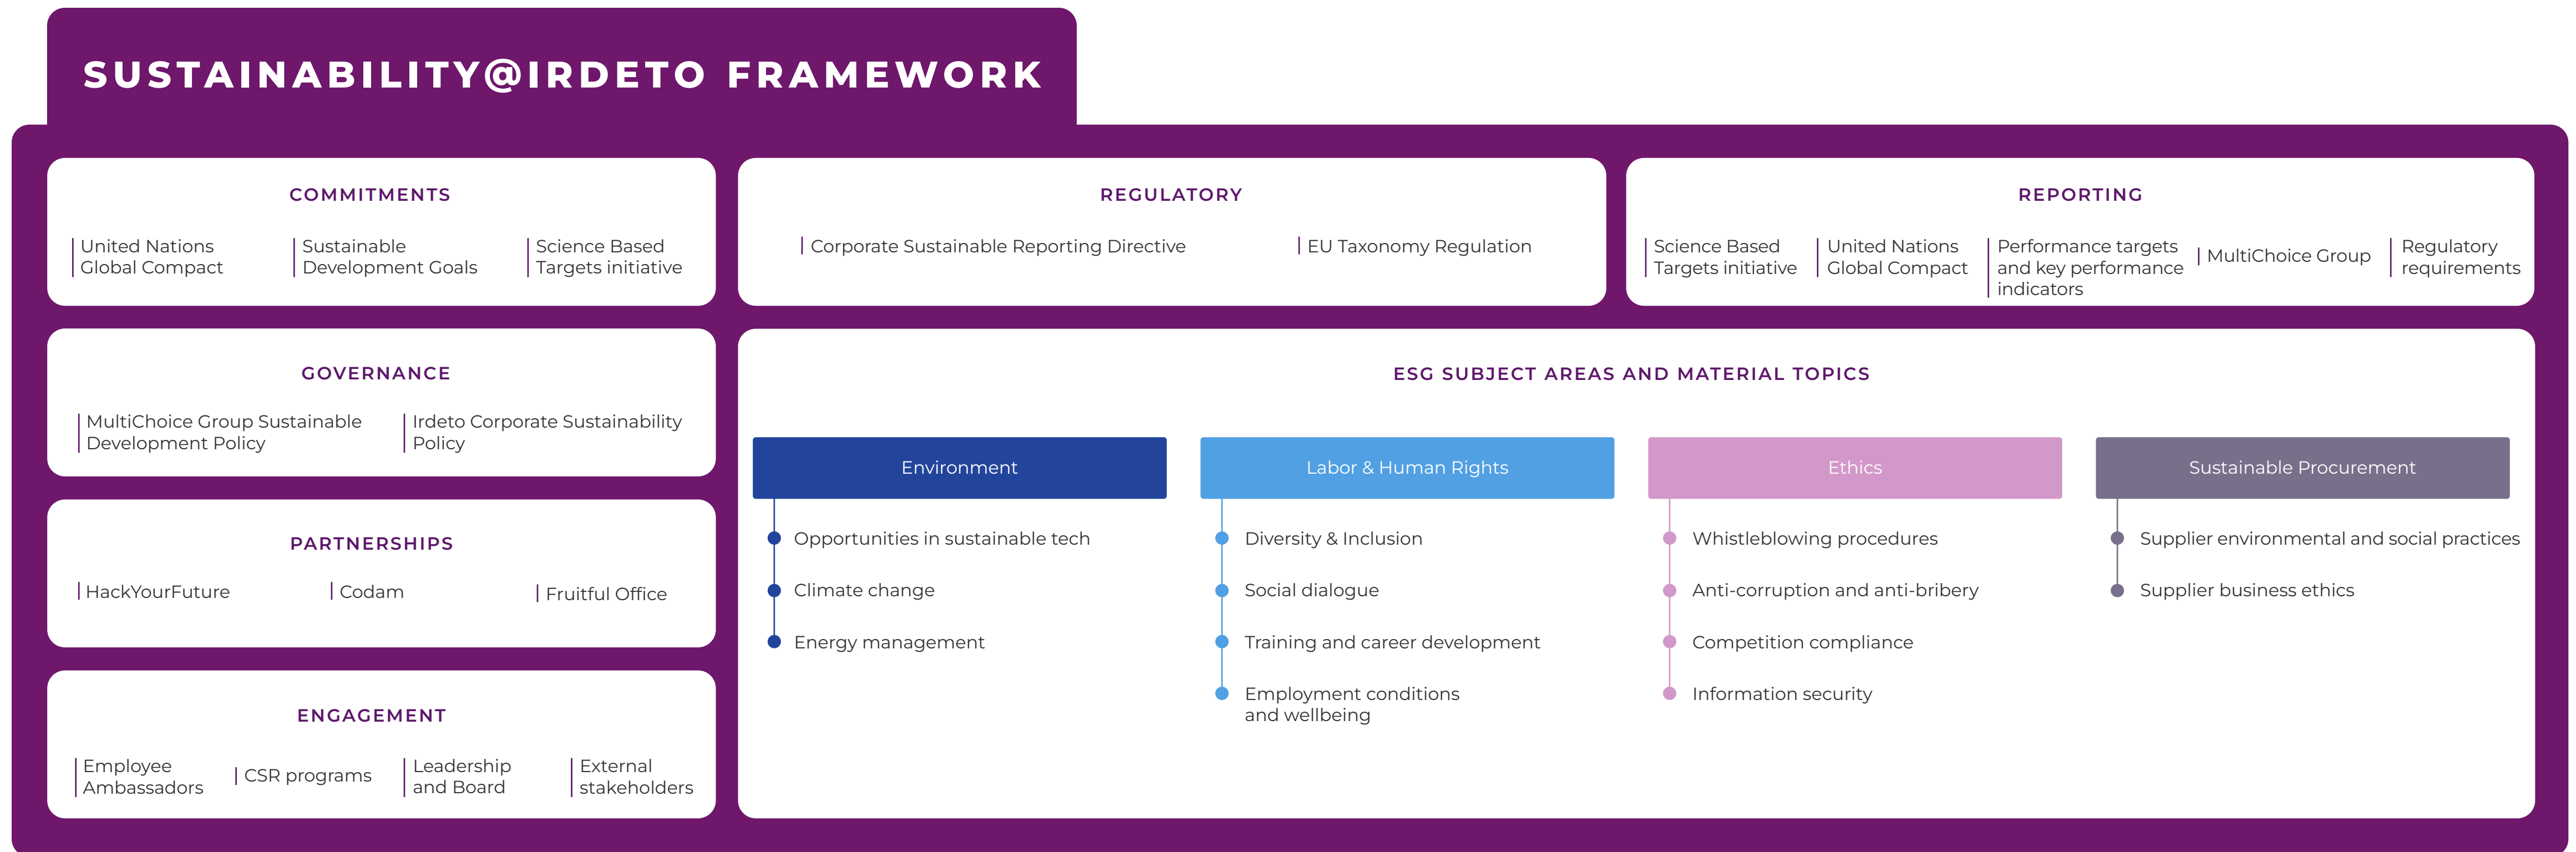 SUSTAINABILITY@IRDETO FRAMEWORK
COMMITMENTS
United Nations
Global Compact
Sustainable
Development Goals
Science Based
Targets initiative
REGULATORY
Corporate Sustainable Reporting Directive
EU Taxonomy Regulation
REPORTING
Science Based
Targets initiative
United Nations
Global Compact
Performance targets
and key performance
indicators
MultiChoice Group
Regulatory
requirements
GOVERNANCE
MultiChoice Group Sustainable
Development Policy
Irdeto Corporate Sustainability
Policy
PARTNERSHIPS
HackYourFuture
Codam
Fruitful Office
ENGAGEMENT
Employee
Ambassadors
CSR programs
Leadership
and Board
External
stakeholders
ESG SUBJECT AREAS AND MATERIAL TOPICS
Environment
Opportunities in sustainable tech
Climate change
Energy management
Labor & Human Rights
Diversity & Inclusion
Social dialogue
Training and career development
Employment conditions
and wellbeing
Ethics
Whistleblowing procedures
Anti-corruption and anti-bribery
Competition compliance
Information security
Sustainable Procurement
Supplier environmental and social practices
Supplier business ethics